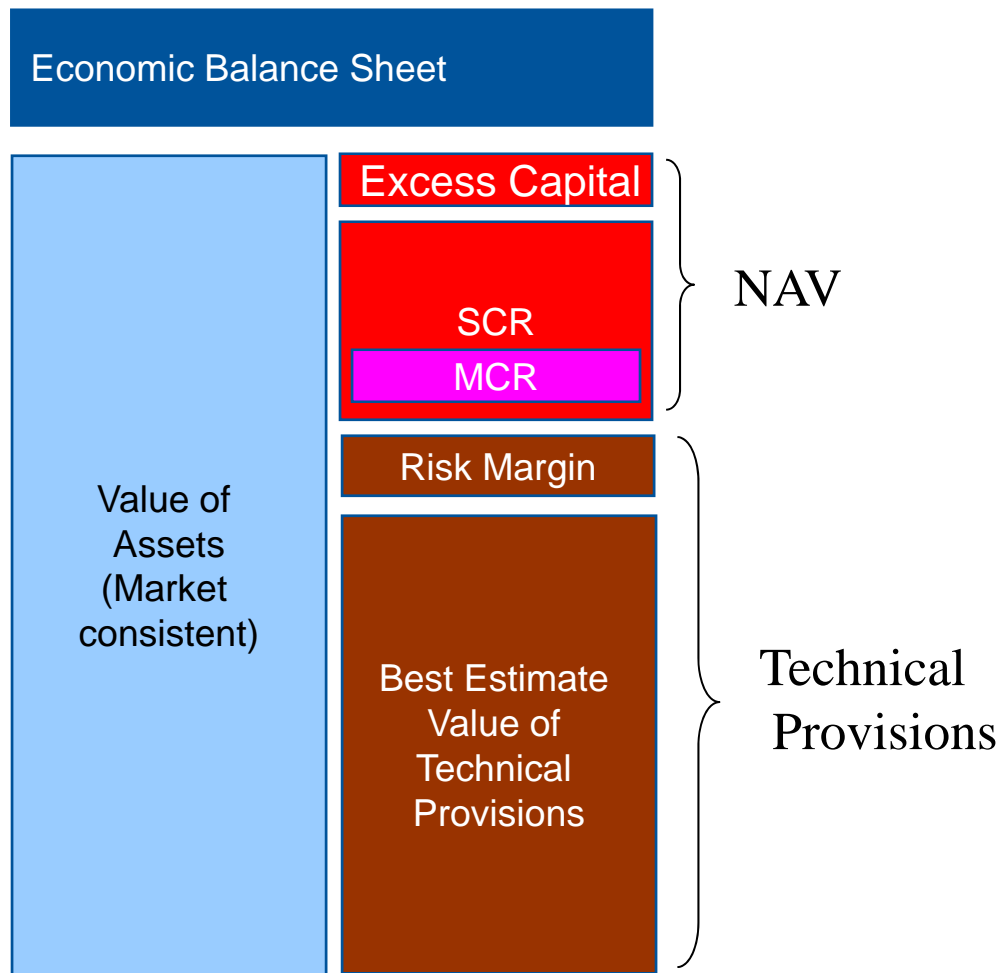 Economic Balance Sheet
Value of
Assets
(Market
consistent)
Excess Capital
SCR
MCR
Risk Margin
Best Estimate
Value of
Technical
Provisions
NAV
Technical
Provisions